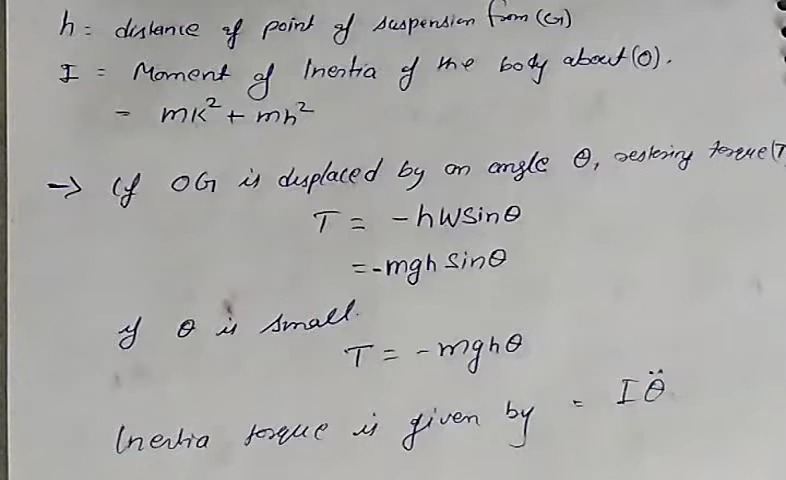 h = distance of point of suspension from (G)
I = Moment of Inertia of the body about (O).
= mk² + mh²
→ If OG is displaced by an angle θ, restoring torque (T
T = -hWsinθ
= -mgh sinθ
if θ is small.
T = -mghθ
Inertia torque is given by = Iθ̈